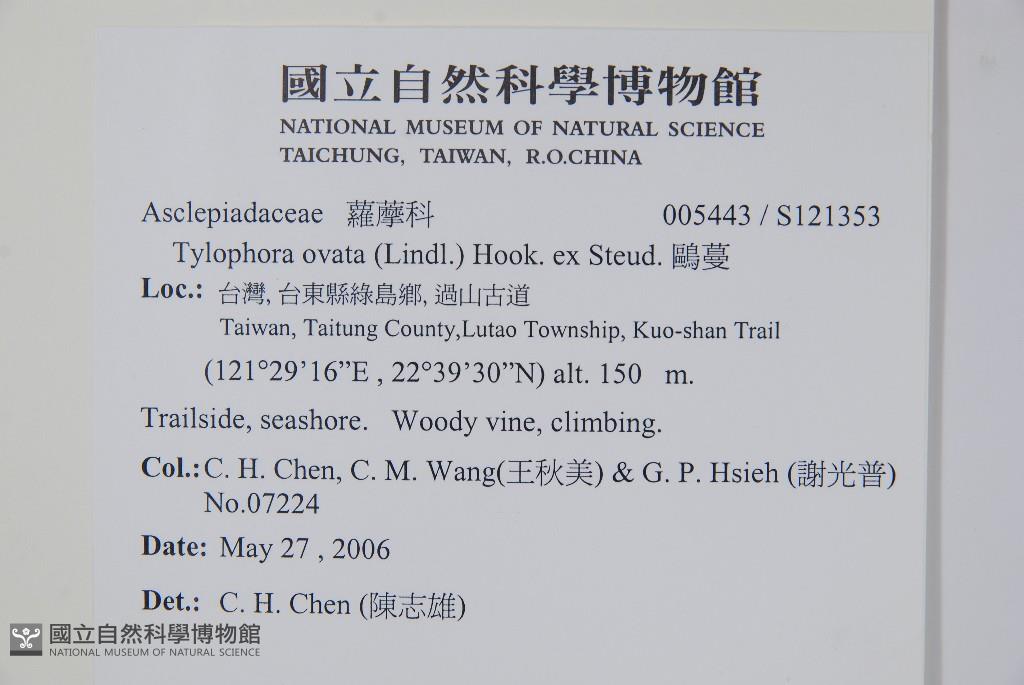 國立自然科學博物館
NATIONAL MUSEUM OF NATURAL SCIENCE
TAICHUNG, TAIWAN, R.O.CHINA
Asclepiadaceae 蘿藦科 005443 / S121353
Tylophora ovata (Lindl.) Hook. ex Steud. 鷗蔓
Loc.: 台灣, 台東縣綠島鄉, 過山古道
Taiwan, Taitung County,Lutao Township, Kuo-shan Trail
(121°29’16”E , 22°39’30”N) alt. 150 m.
Trailside, seashore. Woody vine, climbing.
Col.: C. H. Chen, C. M. Wang(王秋美) & G. P. Hsieh (謝光普)
No.07224
Date: May 27 , 2006
Det.: C. H. Chen (陳志雄)
國立自然科學博物館
NATIONAL MUSEUM OF NATURAL SCIENCE